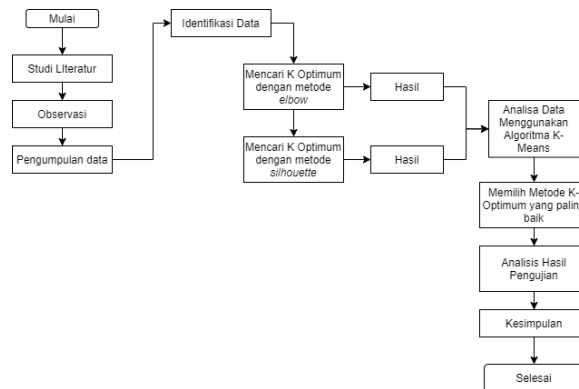 Mulai
Studi LIteratur
Observasi
Pengumpulan data
Identifikasi Data
Mencari K Optimum
dengan metode
elbow
Hasil
Mencari K Optimum
dengan metode
silhouette
Hasil
Analisa Data
Menggunakan
Algoritma K-
Means
Memilih Metode K-
Optimum yang palin
baik
Analisis Hasil
Pengujian
Kesimpulan
Selesai